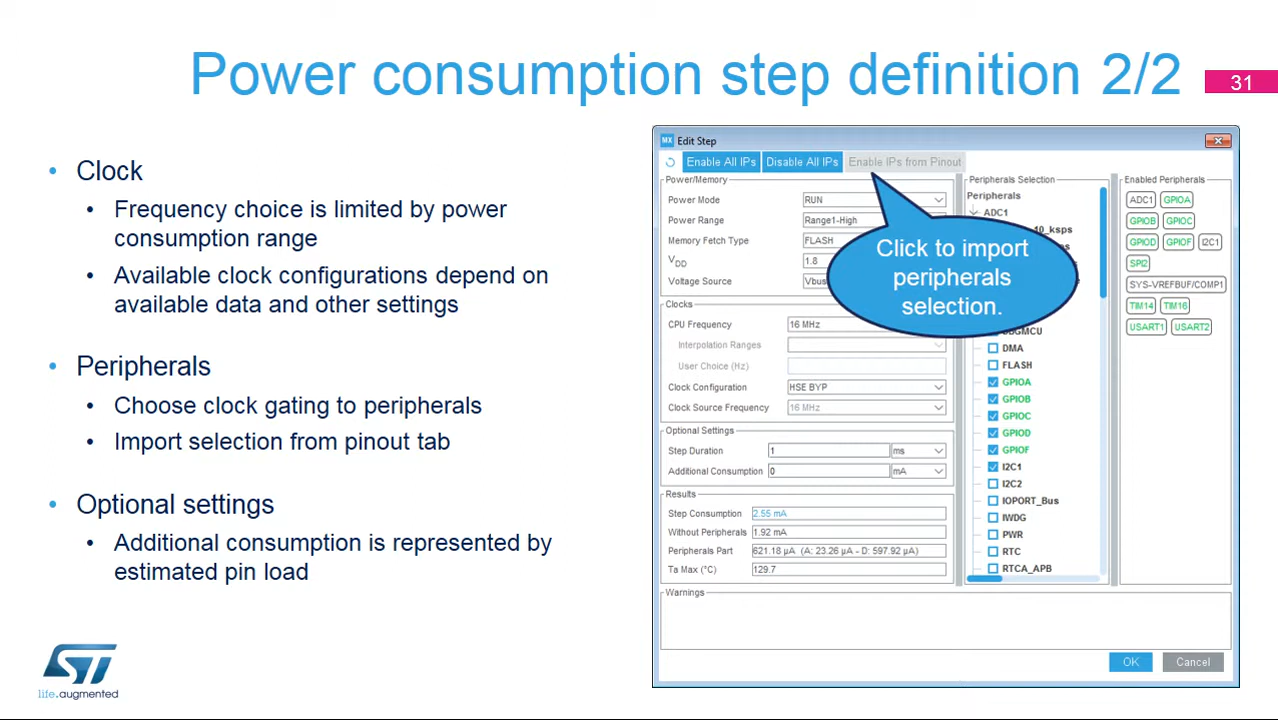 Power consumption step definition 2/2
31
• Clock
• Frequency choice is limited by power
consumption range
• Available clock configurations depend on
available data and other settings
• Peripherals
• Choose clock gating to peripherals
• Import selection from pinout tab
• Optional settings
• Additional consumption is represented by
estimated pin load
ST
life.augmented
MX Edit Step
Enable All IPs Disable All IPs Enable IPs from Pinout
Power/Memory
Power Mode RUN
Power Range Range1-High
Memory Fetch Type FLASH
VDD 1.8
Voltage Source Vbus
Clocks
CPU Frequency 16 MHz
Interpolation Ranges
User Choice (Hz)
Clock Configuration HSE BYP
Clock Source Frequency 16 MHz
Optional Settings
Step Duration 1 ms
Additional Consumption 0 mA
Results
Step Consumption 2.55 mA
Without Peripherals 1.92 mA
Peripherals Part 621.18 µA (A: 23.26 µA - D: 597.92 µA)
Ta Max (°C) 129.7
Warnings
Click to import
peripherals
selection.
Peripherals Selection
Peripherals
ADC1
DMA
FLASH
GPIOA
GPIOB
GPIOC
GPIOD
GPIOF
I2C1
I2C2
IOPORT_Bus
IWDG
PWR
RTC
RTCA_APB
Enabled Peripherals
ADC1 GPIOA
GPIOB GPIOC
GPIOD GPIOF I2C1
SPI2
SYS-VREFBUF/COMP1
TIM14 TIM16
USART1 USART2
OK Cancel